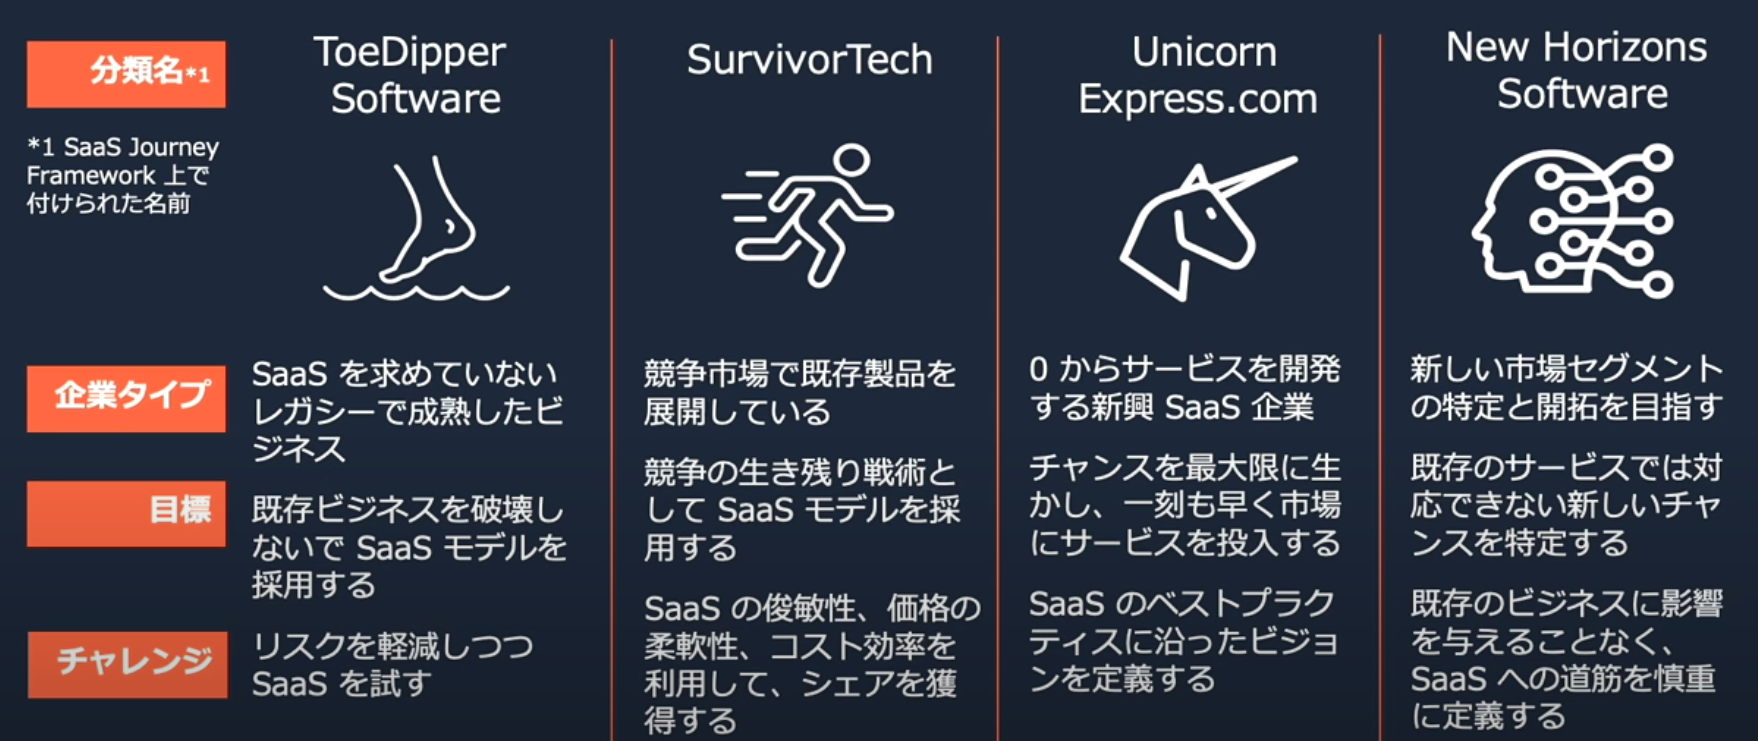 分類名*1
*1 SaaS Journey
Framework 上で
付けられた名前
企業タイプ
目標
チャレンジ
ToeDipper
Software
SaaS を求めていない
レガシーで成熟したビ
ジネス
既存ビジネスを破壊し
ないで SaaS モデルを
採用する
リスクを軽減しつつ
SaaS を試す
SurvivorTech
競争市場で既存製品を
展開している
競争の生き残り戦術と
して SaaS モデルを採
用する
SaaS の俊敏性、価格の
柔軟性、コスト効率を
利用して、シェアを獲
得する
Unicorn
Express.com
0 からサービスを開発
する新興 SaaS 企業
チャンスを最大限に生
かし、一刻も早く市場
にサービスを投入する
SaaS のベストプラク
ティスに沿ったビジョ
ンを定義する
New Horizons
Software
新しい市場セグメント
の特定と開拓を目指す
既存のサービスでは対
応できない新しいチャ
ンスを特定する
既存のビジネスに影響
を与えることなく、
SaaS への道筋を慎重
に定義する